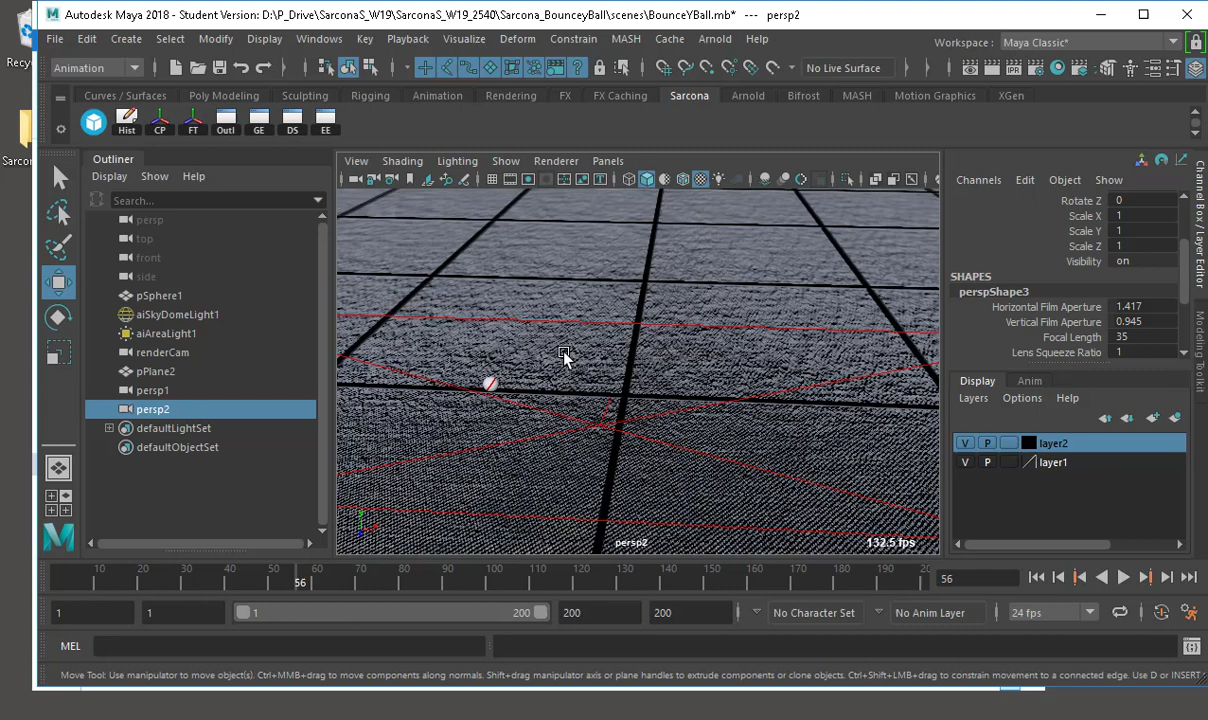 Autodesk Maya 2018 - Student Version: D:\P_Drive\SarconaS_W19\SarconaS_W19_2540\Sarcona_BounceyBall\scenes\BounceYBall.mb* --- persp2
File Edit Create Select Modify Display Windows Key Playback Visualize Deform Constrain MASH Cache Arnold Help
Workspace : Maya Classic*
Animation
No Live Surface
Curves / Surfaces Poly Modeling Sculpting Rigging Animation Rendering FX FX Caching Sarcona Arnold Bifrost MASH Motion Graphics XGen
Hist CP FT Outl GE DS EE
Outliner
Display Show Help
Search...
persp
top
front
side
pSphere1
aiSkyDomeLight1
aiAreaLight1
renderCam
pPlane2
persp1
persp2
defaultLightSet
defaultObjectSet
View Shading Lighting Show Renderer Panels
persp2
132.5 fps
Channels Edit Object Show
Rotate Z 0
Scale X 1
Scale Y 1
Scale Z 1
Visibility on
SHAPES
perspShape3
Horizontal Film Aperture 1.417
Vertical Film Aperture 0.945
Focal Length 35
Lens Squeeze Ratio 1
Display Anim
Layers Options Help
V P layer2
V P layer1
Channel Box / Layer Editor
Modeling Toolkit
Recy
Sarcor
10 20 30 40 50 60 70 80 90 100 110 120 130 140 150 160 170 180 190 20
56
56
1 1 1 200 200 200 No Character Set No Anim Layer 24 fps
MEL
Move Tool: Use manipulator to move object(s). Ctrl+MMB+drag to move components along normals. Shift+drag manipulator axis or plane handles to extrude components or clone objects. Ctrl+Shift+LMB+drag to constrain movement to a connected edge. Use D or INSERT